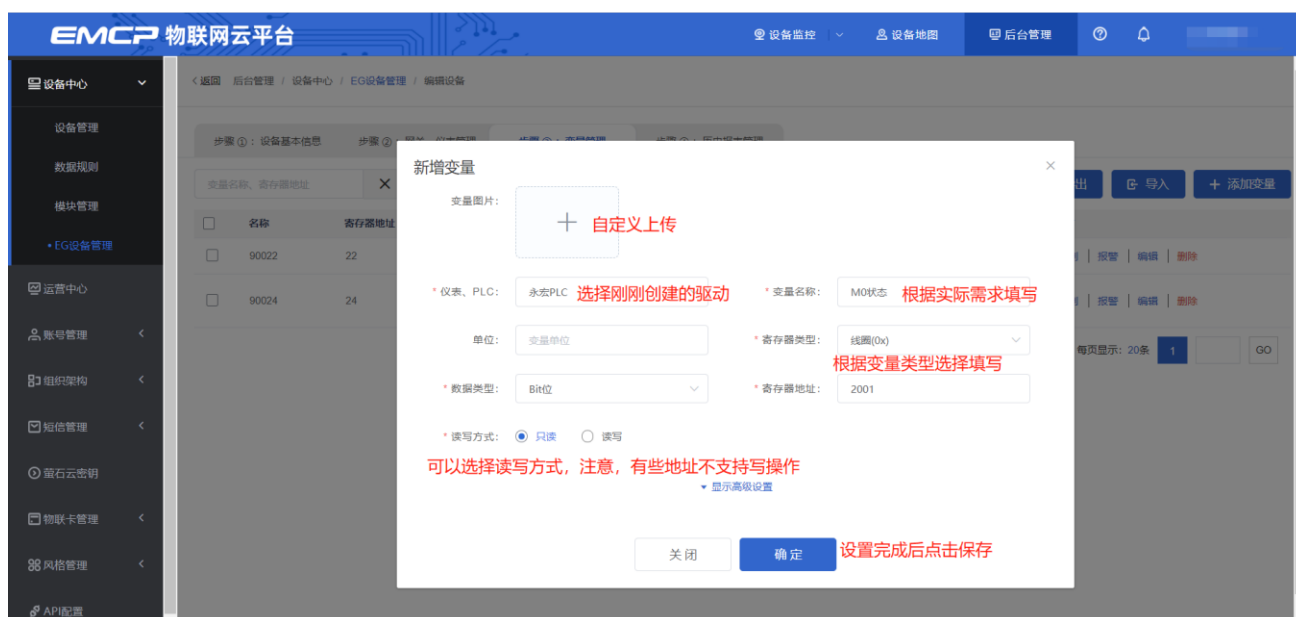 EMCP 物联网云平台
设备监控
设备地图
后台管理
设备中心
设备管理
数据规则
模块管理
EG设备管理
运营中心
账号管理
组织架构
短信管理
萤石云密钥
物联卡管理
风格管理
API配置
<返回 后台管理 / 设备中心 / EG设备管理 / 编辑设备
步骤①:设备基本信息
变量名称、寄存器地址
出
导入
+ 添加变量
名称
寄存器地址
90022 22
报警 | 编辑 | 删除
90024 24
报警 | 编辑 | 删除
每页显示: 20条 1 GO
新增变量
变量图片:
自定义上传
* 仪表、PLC: 永宏PLC 选择刚刚创建的驱动
* 变量名称: M0状态 根据实际需求填写
单位: 变量单位
* 寄存器类型: 线圈(0x)
根据变量类型选择填写
* 数据类型: Bit位
* 寄存器地址: 2001
* 读写方式: 只读 读写
可以选择读写方式,注意,有些地址不支持写操作
显示高级设置
关闭
确定
设置完成后点击保存